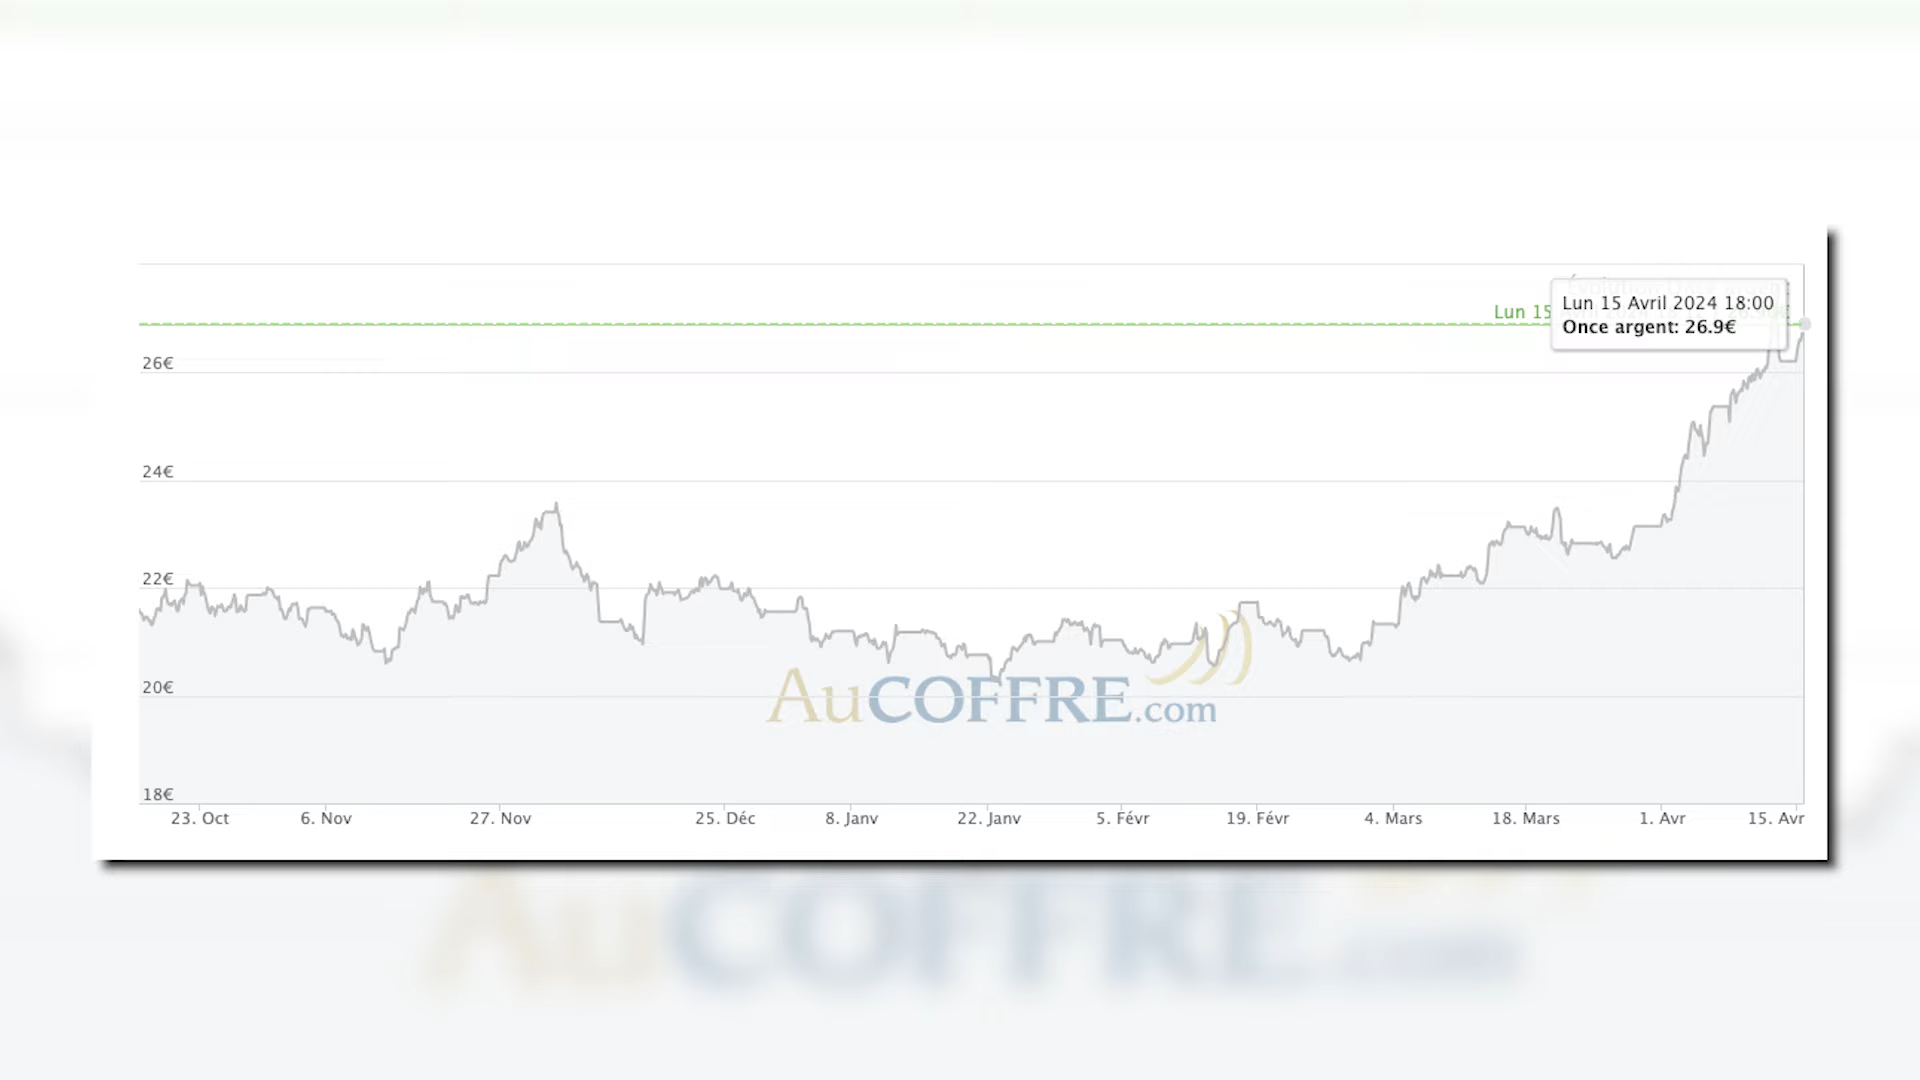 Lun 15
Lun 15 Avril 2024 18:00
Once argent: 26.9€
26€
24€
22€
20€
18€
AuCOFFRE.com
23. Oct 6. Nov 27. Nov 25. Déc 8. Janv 22. Janv 5. Févr 19. Févr 4. Mars 18. Mars 1. Avr 15. Avr
AuCOFFRE.com